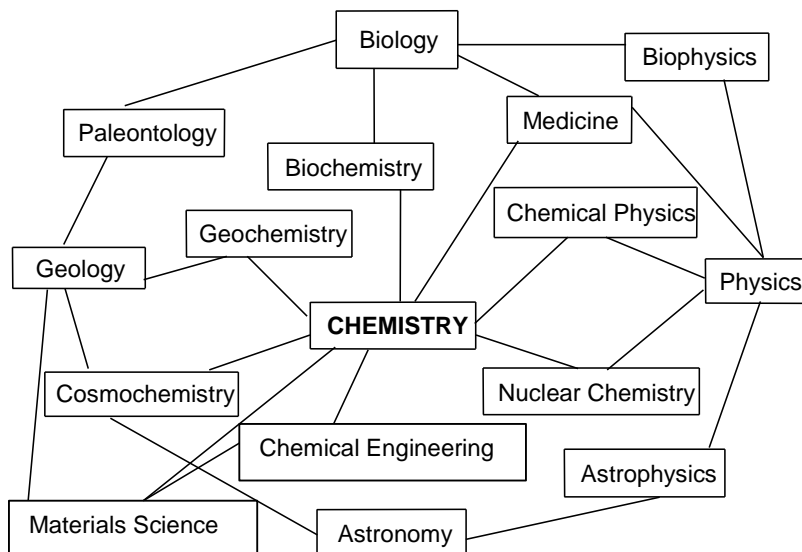 Biology
Biophysics
Paleontology
Medicine
Biochemistry
Chemical Physics
Geochemistry
Geology
Physics
CHEMISTRY
Cosmochemistry
Nuclear Chemistry
Chemical Engineering
Astrophysics
Materials Science
Astronomy